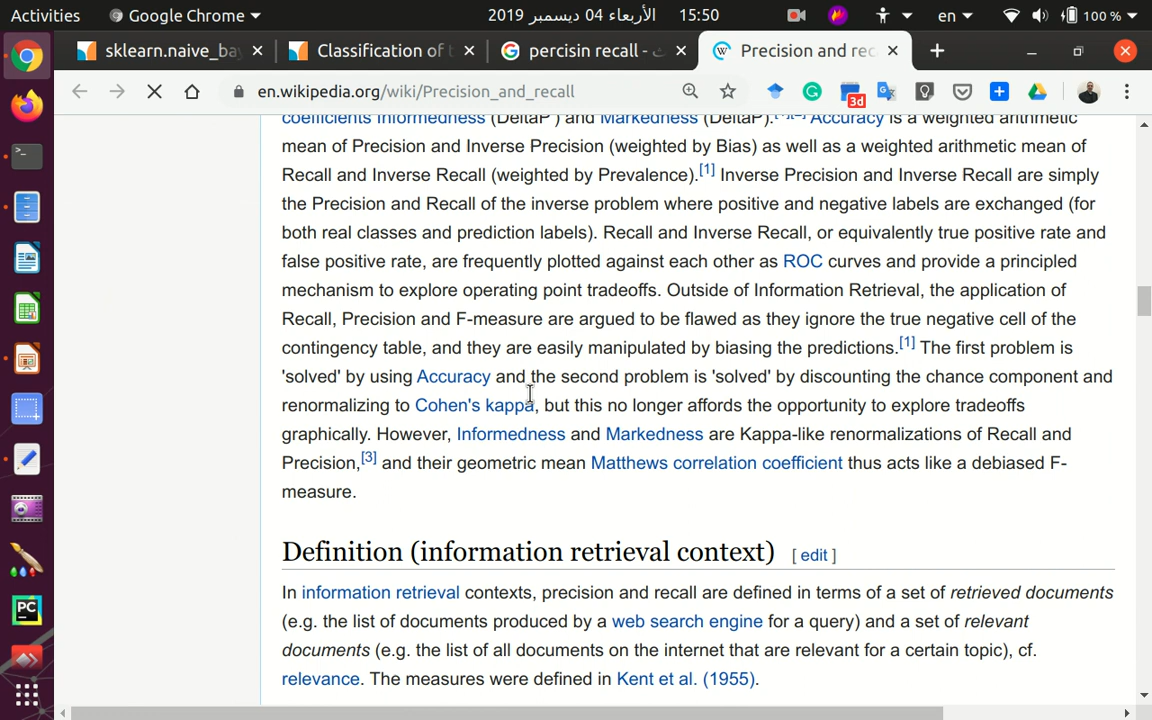 Activities
Google Chrome
الأربعاء 04 ديسمبر 2019 15:50
en
100 %
sklearn.naive_ba
Classification of
percisin recall -
Precision and rec
en.wikipedia.org/wiki/Precision_and_recall
3d
coefficients Informedness (DeltaP') and Markedness (DeltaP). Accuracy is a weighted arithmetic
mean of Precision and Inverse Precision (weighted by Bias) as well as a weighted arithmetic mean of
Recall and Inverse Recall (weighted by Prevalence).[1] Inverse Precision and Inverse Recall are simply
the Precision and Recall of the inverse problem where positive and negative labels are exchanged (for
both real classes and prediction labels). Recall and Inverse Recall, or equivalently true positive rate and
false positive rate, are frequently plotted against each other as ROC curves and provide a principled
mechanism to explore operating point tradeoffs. Outside of Information Retrieval, the application of
Recall, Precision and F-measure are argued to be flawed as they ignore the true negative cell of the
contingency table, and they are easily manipulated by biasing the predictions.[1] The first problem is
'solved' by using Accuracy and the second problem is 'solved' by discounting the chance component and
renormalizing to Cohen's kappa, but this no longer affords the opportunity to explore tradeoffs
graphically. However, Informedness and Markedness are Kappa-like renormalizations of Recall and
Precision,[3] and their geometric mean Matthews correlation coefficient thus acts like a debiased F-
measure.
Definition (information retrieval context) [ edit ]
In information retrieval contexts, precision and recall are defined in terms of a set of retrieved documents
(e.g. the list of documents produced by a web search engine for a query) and a set of relevant
documents (e.g. the list of all documents on the internet that are relevant for a certain topic), cf.
relevance. The measures were defined in Kent et al. (1955).
PC